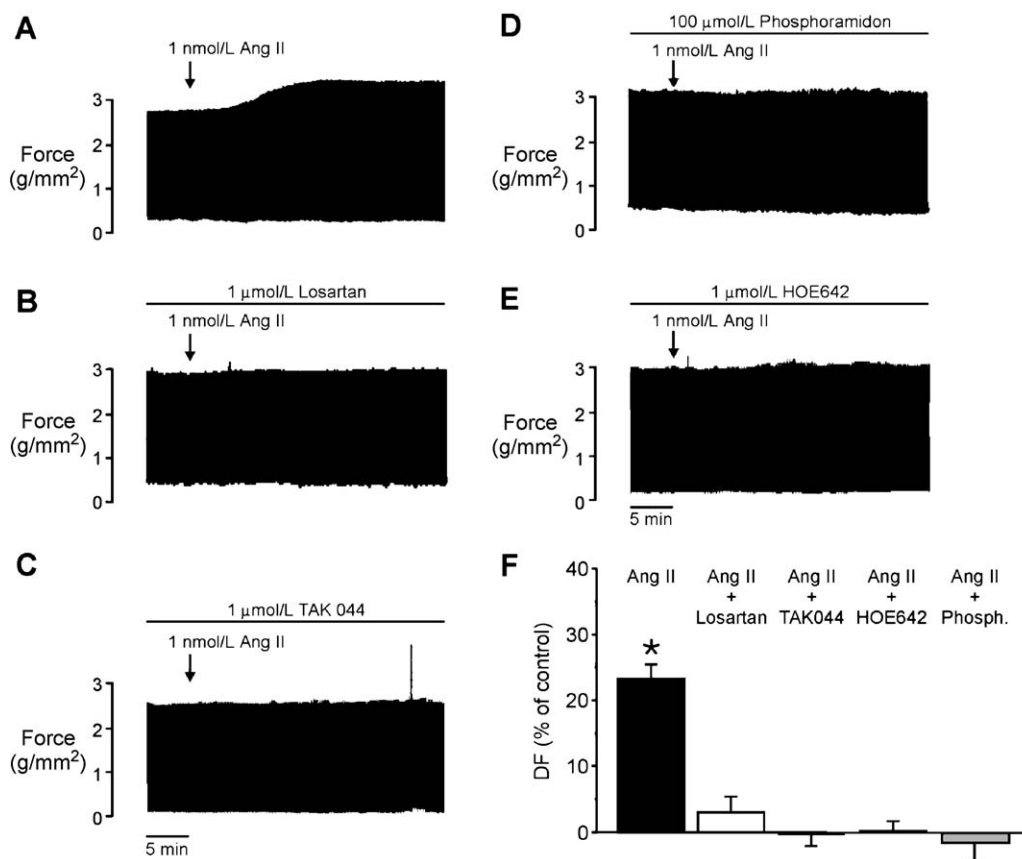 A
1 nmol/L Ang II
3
2
1
0
Force
(g/mm²)
B
1 μmol/L Losartan
1 nmol/L Ang II
3
2
1
0
Force
(g/mm²)
C
1 μmol/L TAK 044
1 nmol/L Ang II
3
2
1
0
Force
(g/mm²)
5 min
D
100 μmol/L Phosphoramidon
1 nmol/L Ang II
3
2
1
0
Force
(g/mm²)
E
1 μmol/L HOE642
1 nmol/L Ang II
3
2
1
0
Force
(g/mm²)
5 min
F
40
30
20
10
0
DF (% of control)
Ang II
Ang II
+
Losartan
Ang II
+
TAK044
Ang II
+
HOE642
Ang II
+
Phosph.
*